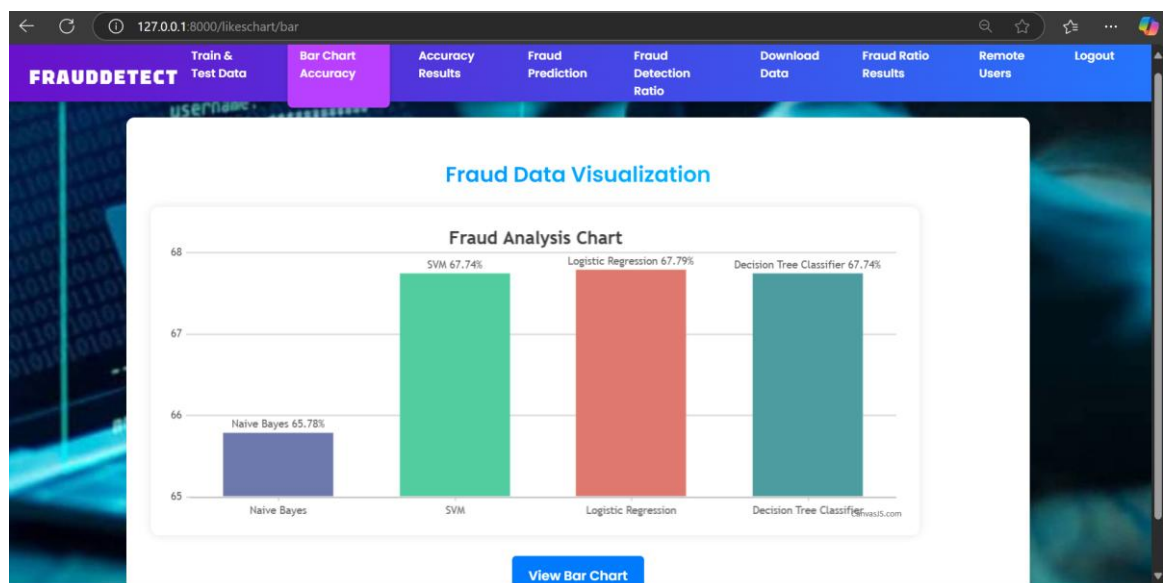 127.0.0.1:8000/likeschart/bar
FRAUDDETECT
Train &
Test Data
Bar Chart
Accuracy
Accuracy
Results
Fraud
Prediction
Fraud
Detection
Ratio
Download
Data
Fraud Ratio
Results
Remote
Users
Logout
username:
Fraud Data Visualization
Fraud Analysis Chart
68
67
66
65
Naive Bayes 65.78%
SVM 67.74%
Logistic Regression 67.79%
Decision Tree Classifier 67.74%
Naive Bayes
SVM
Logistic Regression
Decision Tree Classifier
CanvasJS.com
View Bar Chart